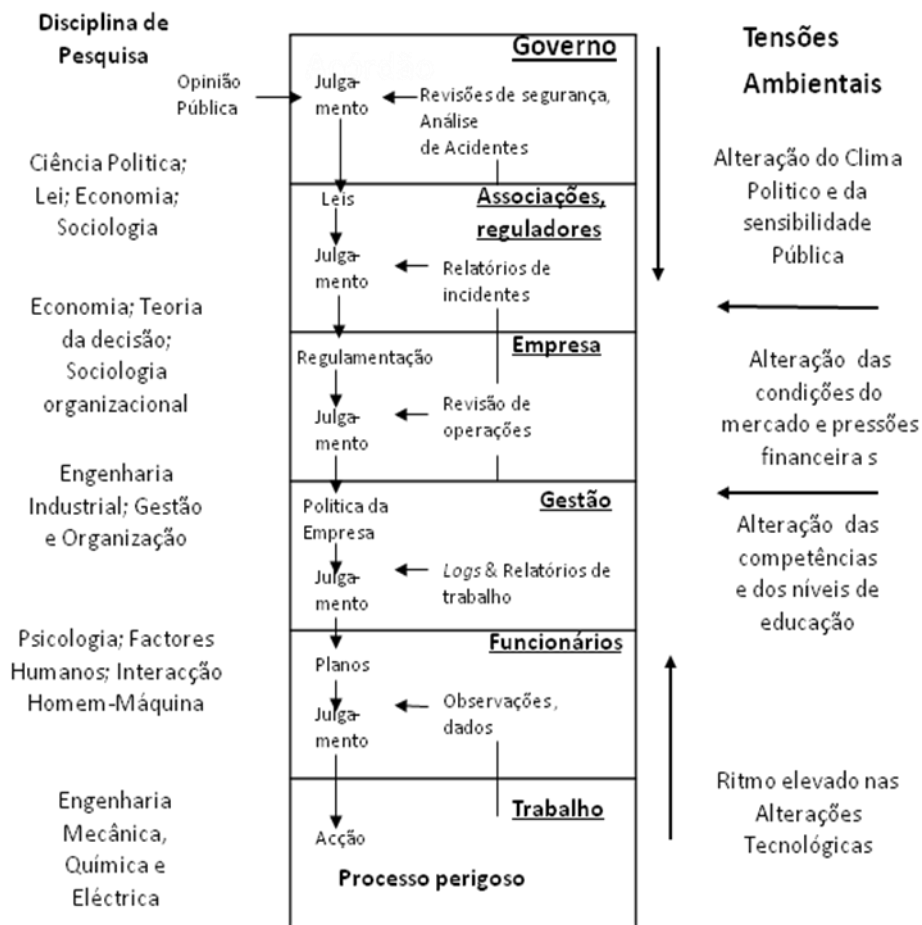 Disciplina de
Pesquisa
Opinião
Pública
Ciência Politica;
Lei; Economia;
Sociologia
Economia; Teoria
da decisão;
Sociologia
organizacional
Engenharia
Industrial; Gestão
e Organização
Psicologia; Factores
Humanos; Interacção
Homem-Máquina
Engenharia
Mecânica,
Química e
Eléctrica
Governo
Julga-
mento
Revisões de segurança,
Análise
de Acidentes
Leis
Associações,
reguladores
Julga-
mento
Relatórios de
incidentes
Empresa
Regulamentação
Julga-
mento
Revisão de
operações
Gestão
Politica da
Empresa
Julga-
mento
Logs & Relatórios de
trabalho
Funcionários
Planos
Julga-
mento
Observações,
dados
Trabalho
Acção
Processo perigoso
Tensões
Ambientais
Alteração do Clima
Politico e da
sensibilidade
Pública
Alteração das
condições do
mercado e pressões
financeira s
Alteração das
competências
e dos níveis de
educação
Ritmo elevado nas
Alterações
Tecnológicas